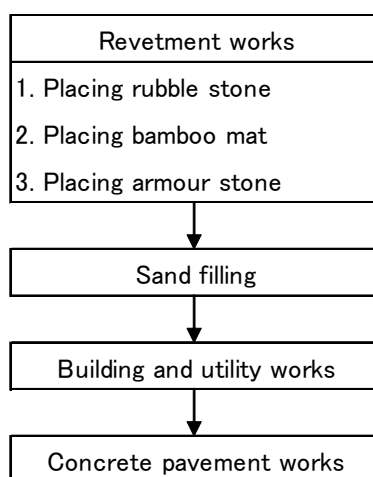 Revetment works
1. Placing rubble stone
2. Placing bamboo mat
3. Placing armour stone
Sand filling
Building and utility works
Concrete pavement works